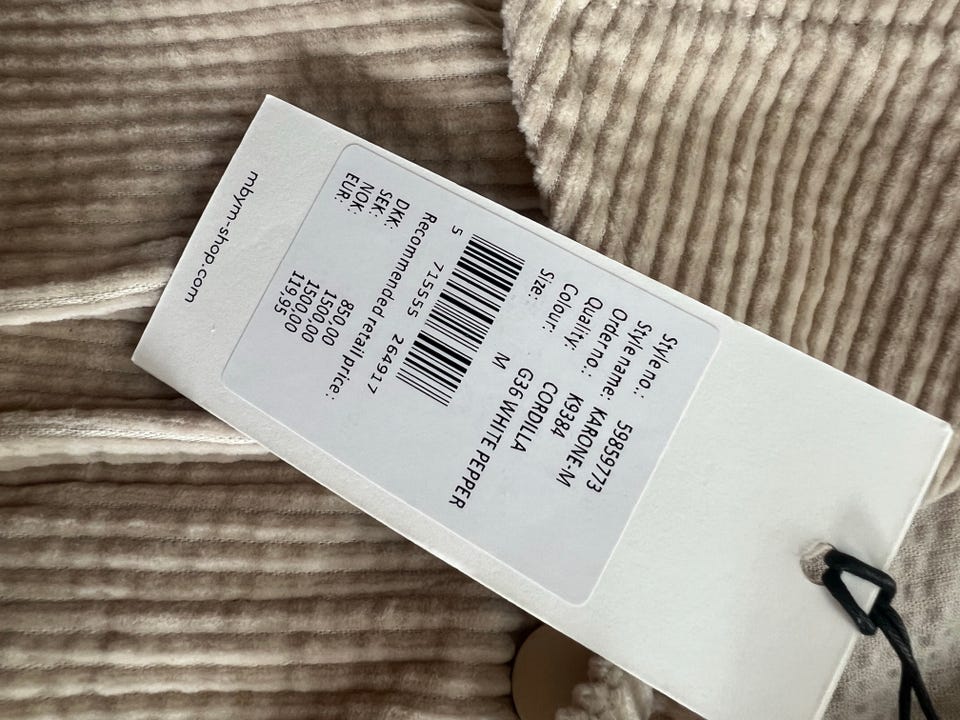 Style no.: 59859773
Style name: KARONE-M
Order no.: K9384
Quality: CORDILLA
Colour: G36 WHITE PEPPER
Size: M
5 715555 264917
Recommended retail price:
DKK: 850.00
SEK: 1500.00
NOK: 1500.00
EUR: 119.95
mbym-shop.com